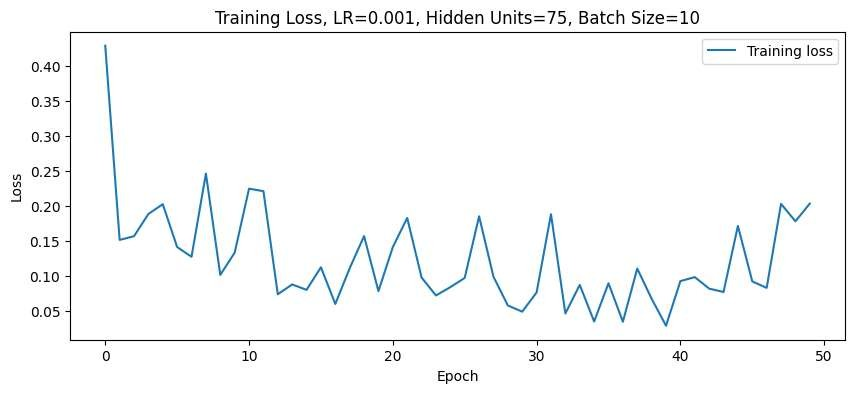 Training Loss, LR=0.001, Hidden Units=75, Batch Size=10
Training loss
0.40
0.35
0.30
0.25
0.20
0.15
0.10
0.05
Loss
0 10 20 30 40 50
Epoch